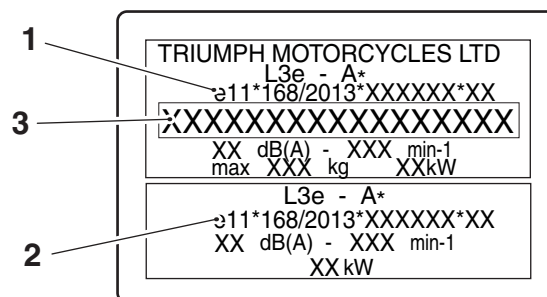 1
TRIUMPH MOTORCYCLES LTD
L3e - A*
e11*168/2013*XXXXXX*XX
3
XXXXXXXXXXXXXXXXX
XX dB(A) - XXX min-1
max XXX kg XXkW
L3e - A*
2
e11*168/2013*XXXXXX*XX
XX dB(A) - XXX min-1
XX kW